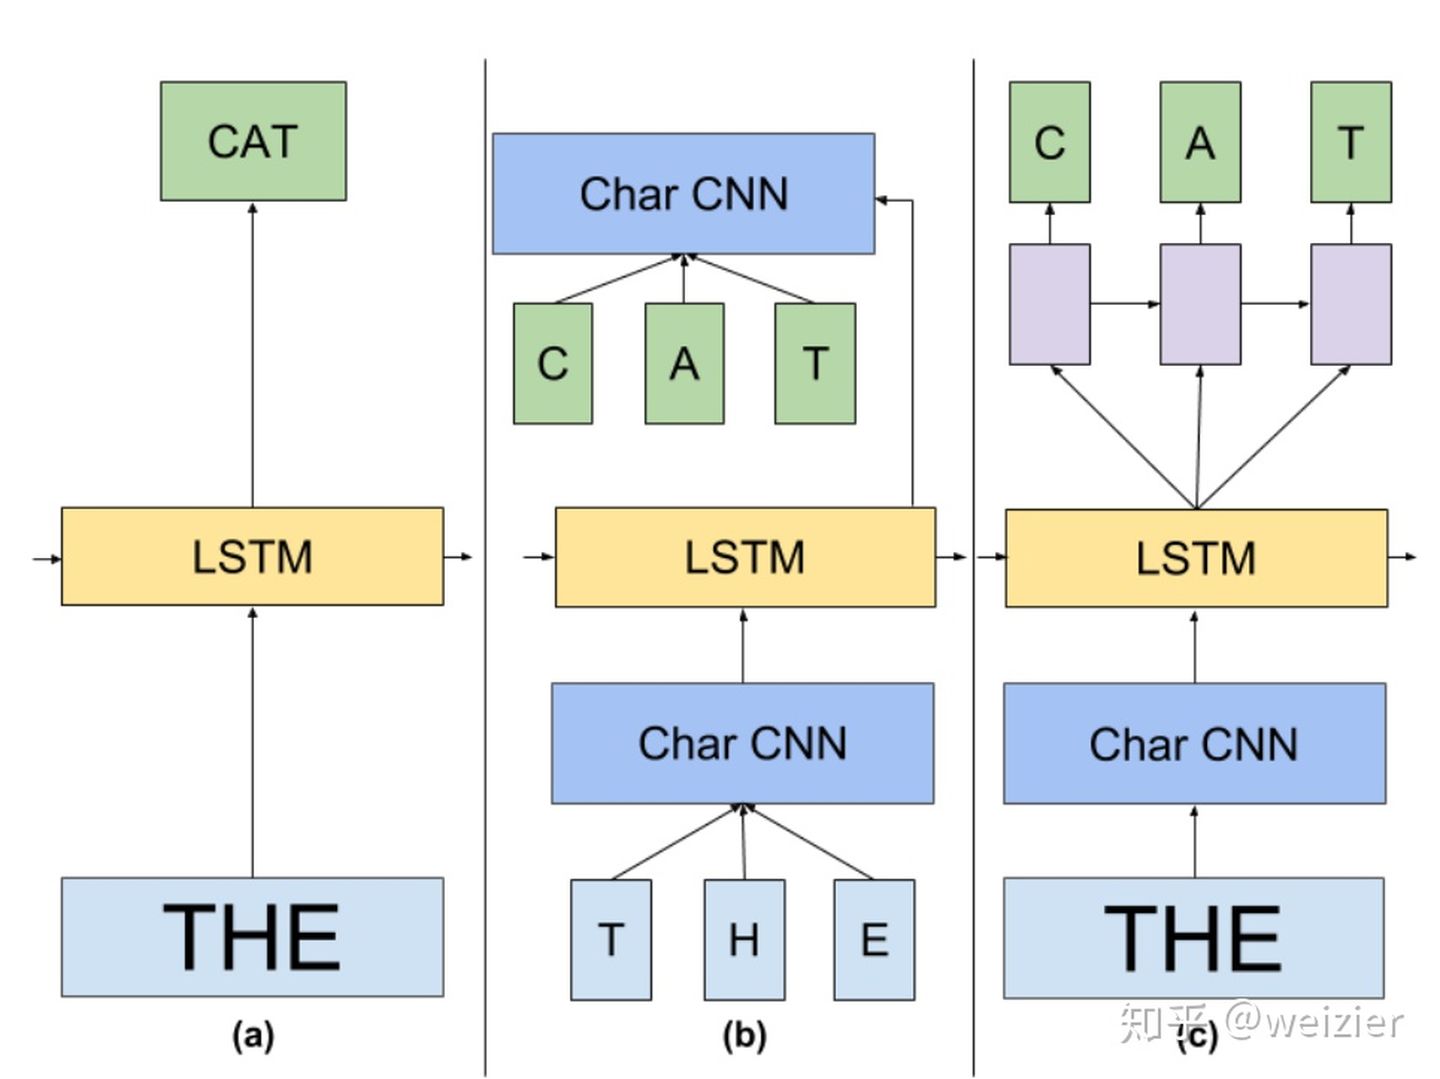 CAT
LSTM
THE
(a)
Char CNN
C A T
LSTM
Char CNN
T H E
(b)
C A T
LSTM
Char CNN
THE
(c)
知乎 @weizier